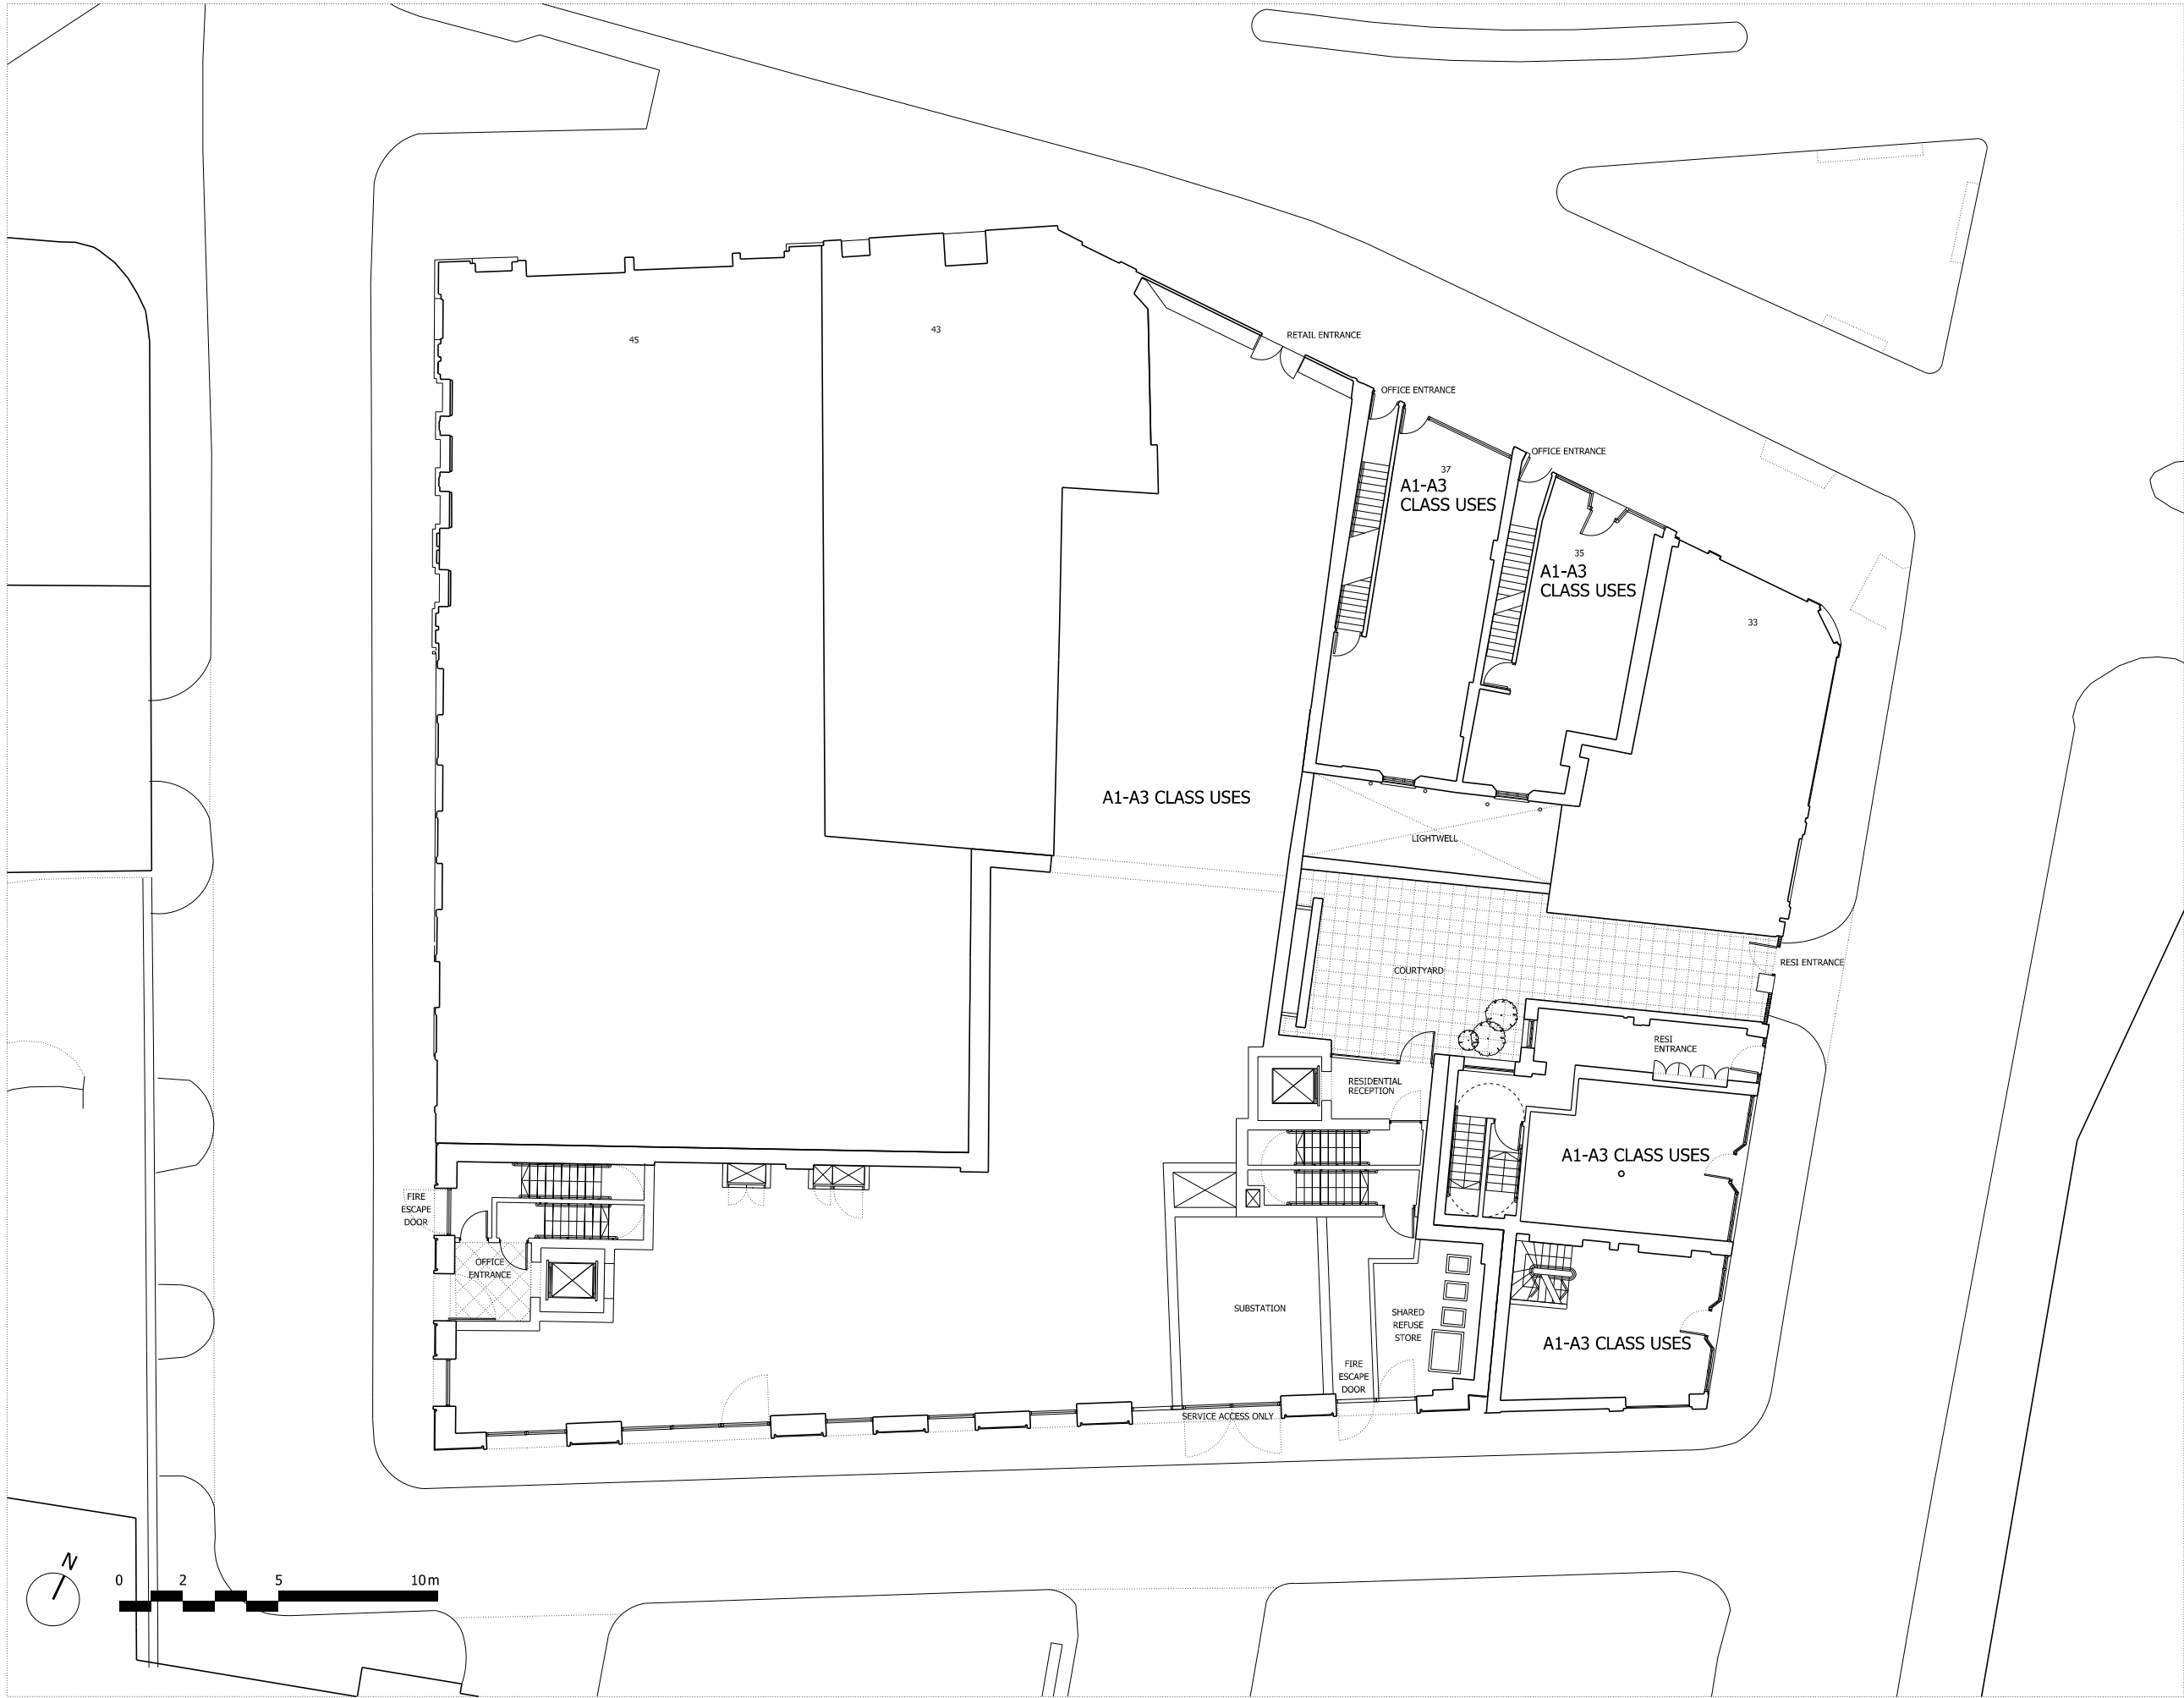 RETAIL ENTRANCE
43
45
OFFICE ENTRANCE
OFFICE ENTRANCE
37
A1-A3
CLASS USES
35
A1-A3
CLASS USES
33
A1-A3 CLASS USES
LIGHTWELL
COURTYARD
RESI ENTRANCE
RESI
ENTRANCE
RESIDENTIAL
RECEPTION
A1-A3 CLASS USES
FIRE
ESCAPE
DOOR
OFFICE
ENTRANCE
SUBSTATION
SHARED
REFUSE
STORE
A1-A3 CLASS USES
FIRE
ESCAPE
DOOR
SERVICE ACCESS ONLY
N
0 2 5 10m